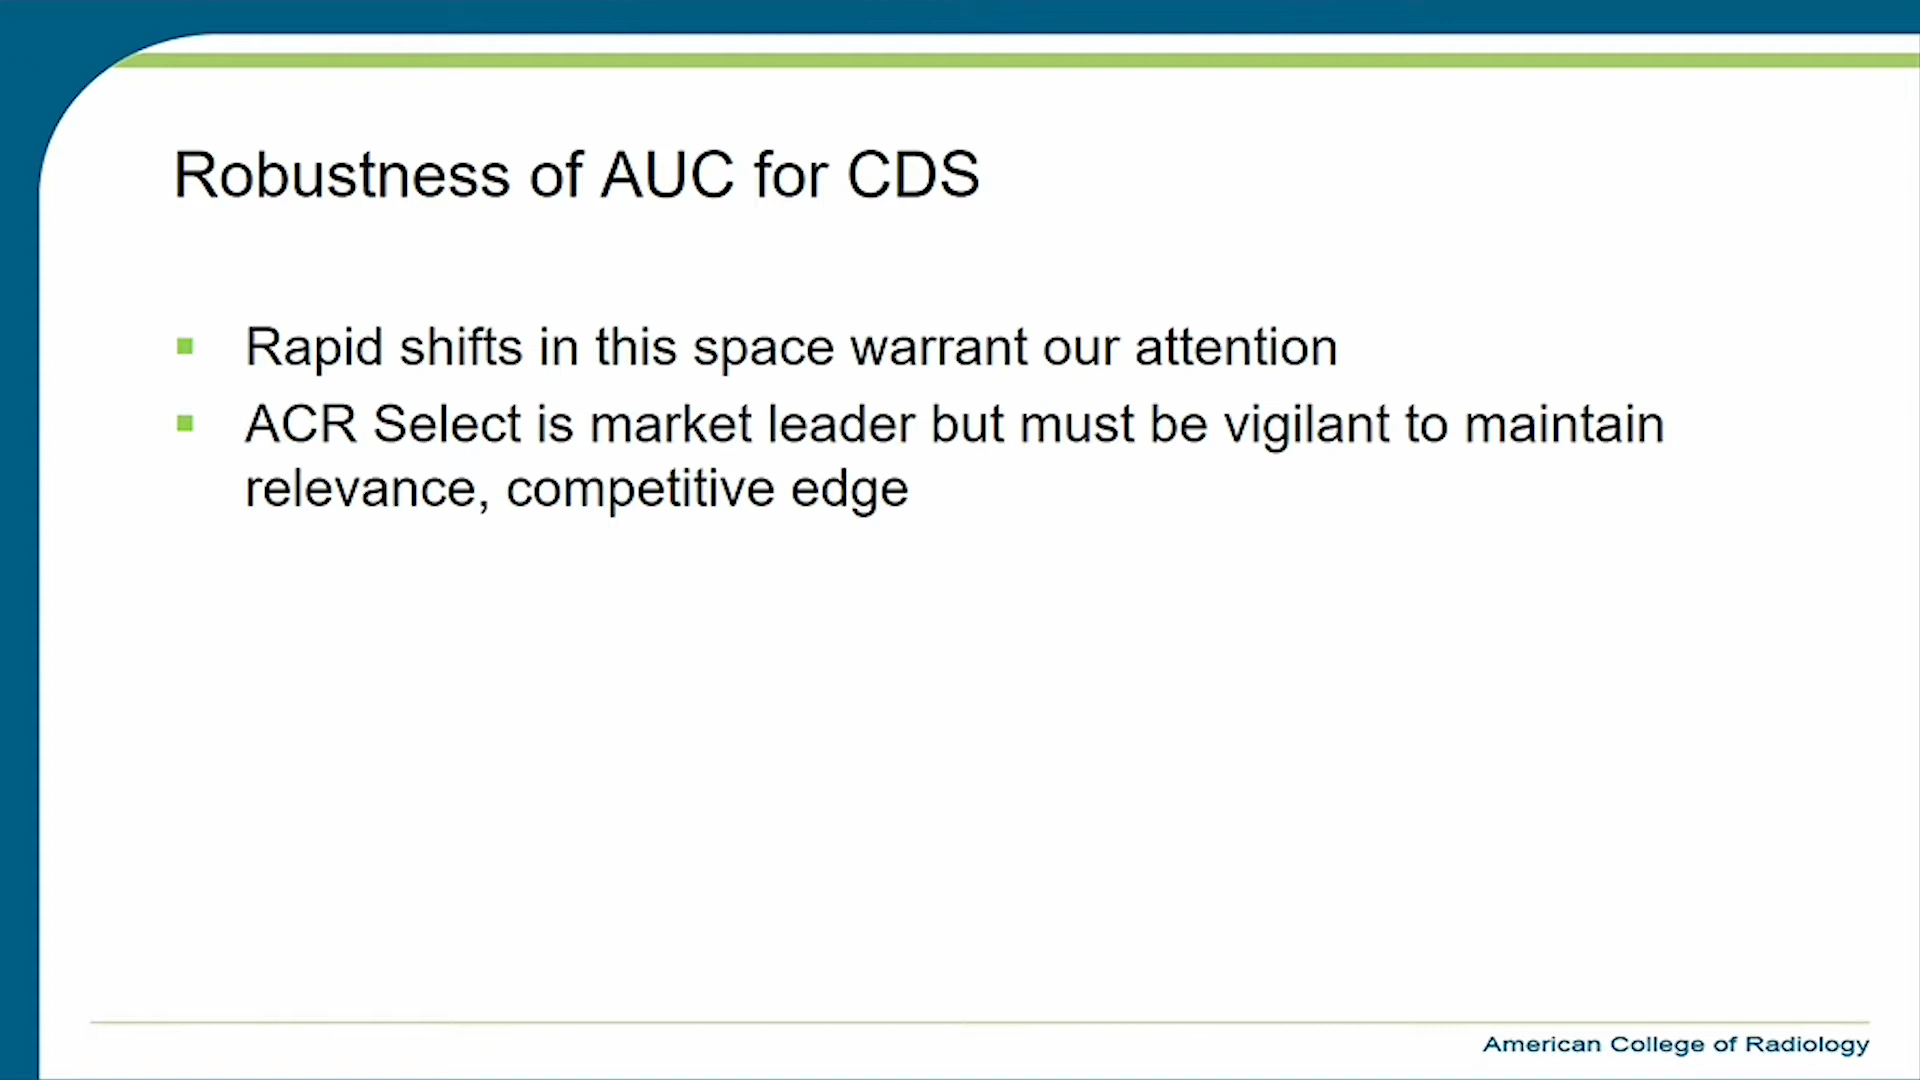 Robustness of AUC for CDS
Rapid shifts in this space warrant our attention
ACR Select is market leader but must be vigilant to maintain
relevance, competitive edge
American College of Radiology